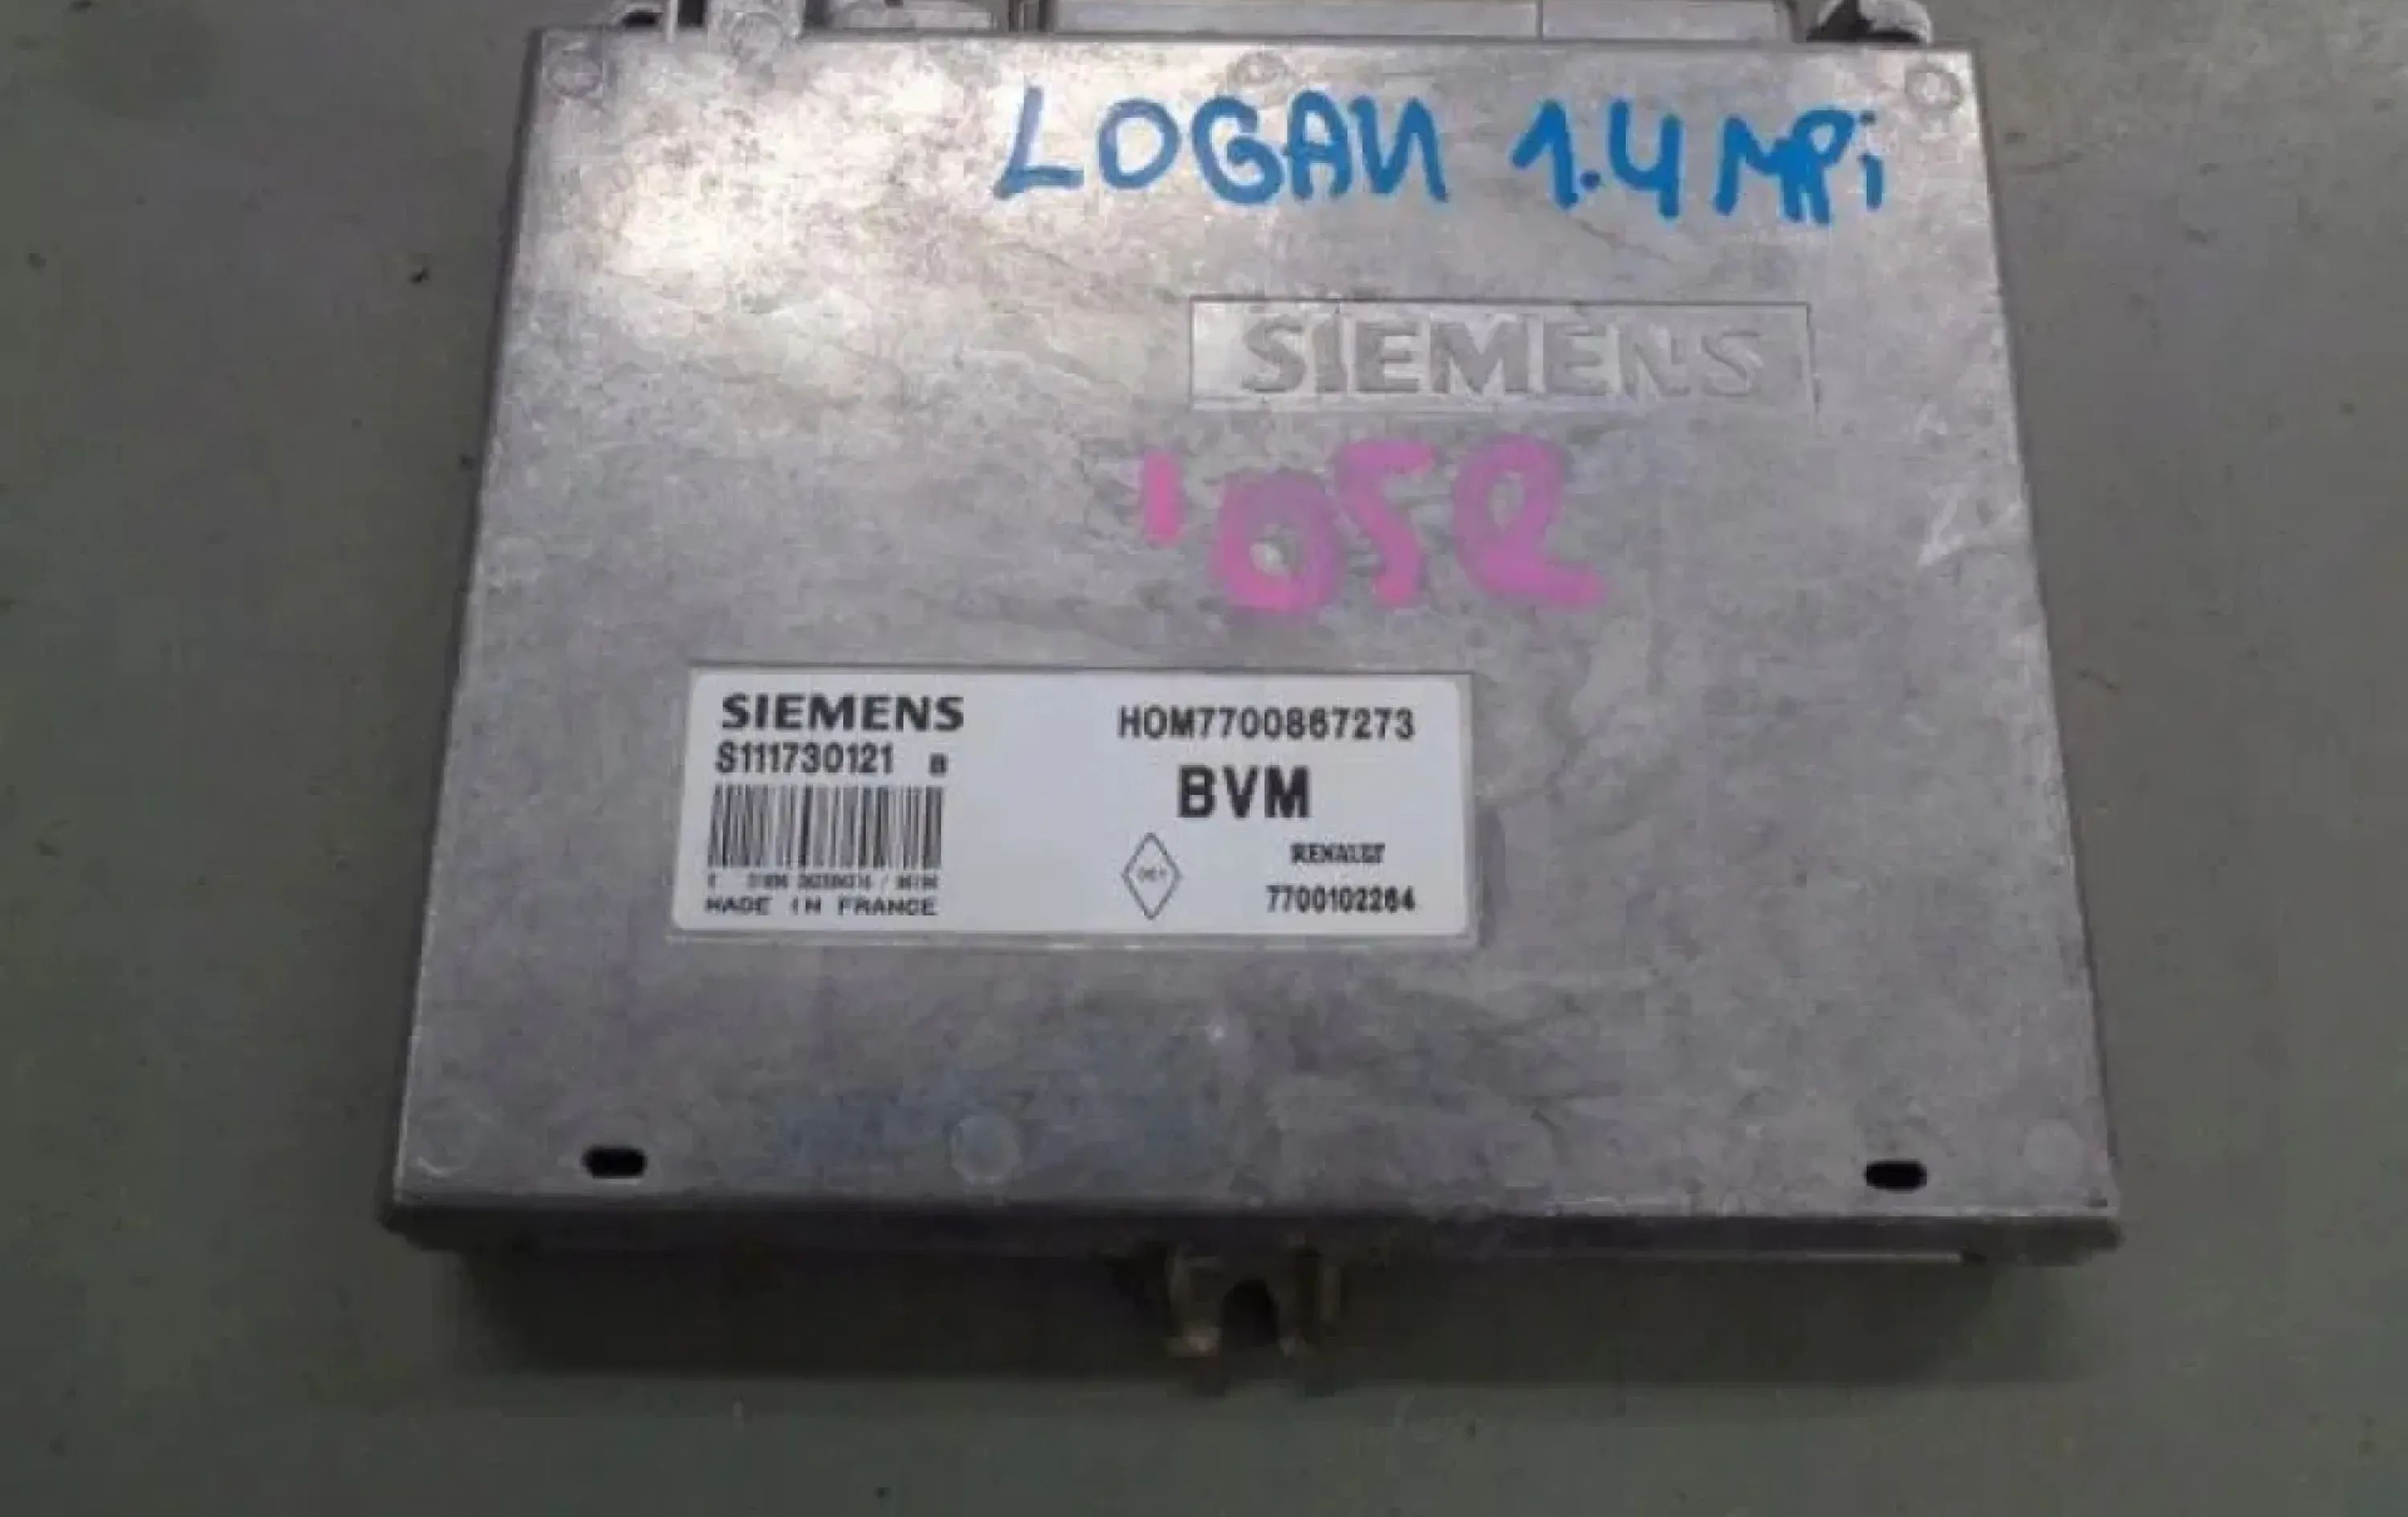 LOGAN 1.4 MPi
SIEMENS
SIEMENS
S111730121 B
HOM7700867273
BVM
RENAULT
7700102264
MADE IN FRANCE